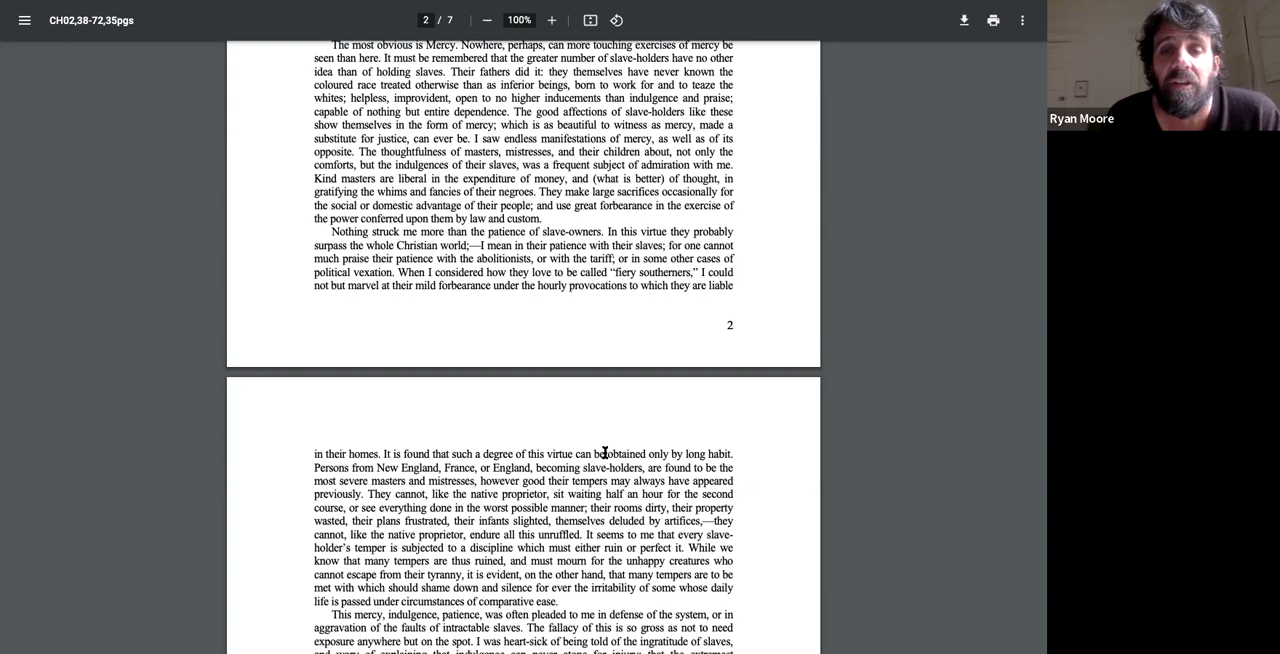 CH02,38-72,35pgs
2 / 7
100%
Ryan Moore
The most obvious is Mercy. Nowhere, perhaps, can more touching exercises of mercy be
seen than here. It must be remembered that the greater number of slave-holders have no other
idea than of holding slaves. Their fathers did it: they themselves have never known the
coloured race treated otherwise than as inferior beings, born to work for and to teaze the
whites; helpless, improvident, open to no higher inducements than indulgence and praise;
capable of nothing but entire dependence. The good affections of slave-holders like these
show themselves in the form of mercy; which is as beautiful to witness as mercy, made a
substitute for justice, can ever be. I saw endless manifestations of mercy, as well as of its
opposite. The thoughtfulness of masters, mistresses, and their children about, not only the
comforts, but the indulgences of their slaves, was a frequent subject of admiration with me.
Kind masters are liberal in the expenditure of money, and (what is better) of thought, in
gratifying the whims and fancies of their negroes. They make large sacrifices occasionally for
the social or domestic advantage of their people; and use great forbearance in the exercise of
the power conferred upon them by law and custom.
Nothing struck me more than the patience of slave-owners. In this virtue they probably
surpass the whole Christian world;—I mean in their patience with their slaves; for one cannot
much praise their patience with the abolitionists, or with the tariff; or in some other cases of
political vexation. When I considered how they love to be called “fiery southerners,” I could
not but marvel at their mild forbearance under the hourly provocations to which they are liable
2
in their homes. It is found that such a degree of this virtue can be obtained only by long habit.
Persons from New England, France, or England, becoming slave-holders, are found to be the
most severe masters and mistresses, however good their tempers may always have appeared
previously. They cannot, like the native proprietor, sit waiting half an hour for the second
course, or see everything done in the worst possible manner; their rooms dirty, their property
wasted, their plans frustrated, their infants slighted, themselves deluded by artifices,—they
cannot, like the native proprietor, endure all this unruffled. It seems to me that every slave-
holder’s temper is subjected to a discipline which must either ruin or perfect it. While we
know that many tempers are thus ruined, and must mourn for the unhappy creatures who
cannot escape from their tyranny, it is evident, on the other hand, that many tempers are to be
met with which should shame down and silence for ever the irritability of some whose daily
life is passed under circumstances of comparative ease.
This mercy, indulgence, patience, was often pleaded to me in defense of the system, or in
aggravation of the faults of intractable slaves. The fallacy of this is so gross as not to need
exposure anywhere but on the spot. I was heart-sick of being told of the ingratitude of slaves,
and weary of explaining that indulgence can never atone for injury: that the extremest